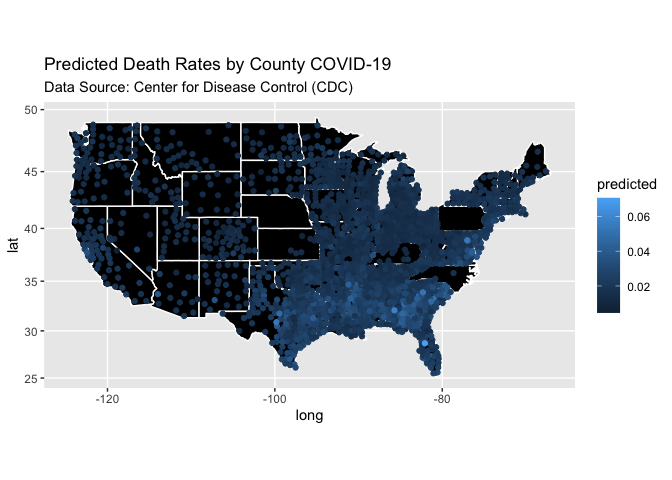 Predicted Death Rates by County COVID-19
Data Source: Center for Disease Control (CDC)
50
45
40
35
30
25
lat
-120
-100
-80
long
predicted
0.06
0.04
0.02